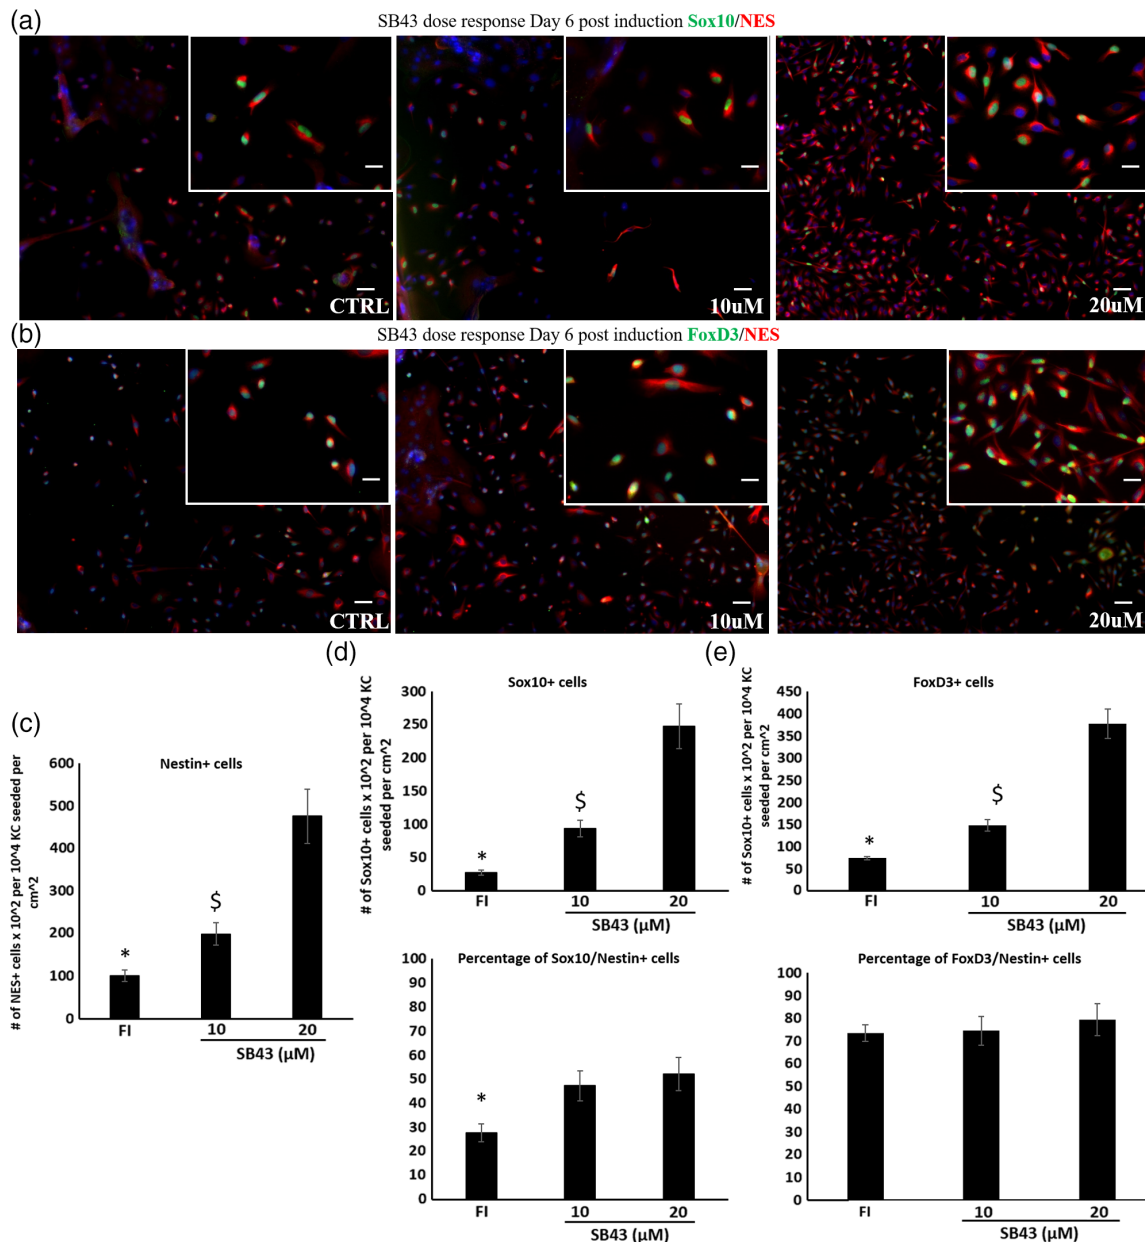 (a)
SB43 dose response Day 6 post induction Sox10/NES
CTRL
10uM
20uM
(b)
SB43 dose response Day 6 post induction FoxD3/NES
CTRL
10uM
20uM
(c)
Nestin+ cells
# of NES+ cells x 10^2 per 10^4 KC seeded per
cm^2
600
500
400
300
200
100
0
*
$
FI
10
20
SB43 (µM)
(d)
Sox10+ cells
# of Sox10+ cells x 10^2 per 10^4 KC
seeded per cm^2
300
250
200
150
100
50
0
*
$
FI
10
20
SB43 (µM)
Percentage of Sox10/Nestin+ cells
100
90
80
70
60
50
40
30
20
10
0
*
FI
10
20
SB43 (µM)
(e)
FoxD3+ cells
# of Sox10+ cells x 10^2 per 10^4 KC
seeded per cm^2
450
400
350
300
250
200
150
100
50
0
*
$
FI
10
20
SB43 (µM)
Percentage of FoxD3/Nestin+ cells
100
90
80
70
60
50
40
30
20
10
0
FI
10
20
SB43 (µM)